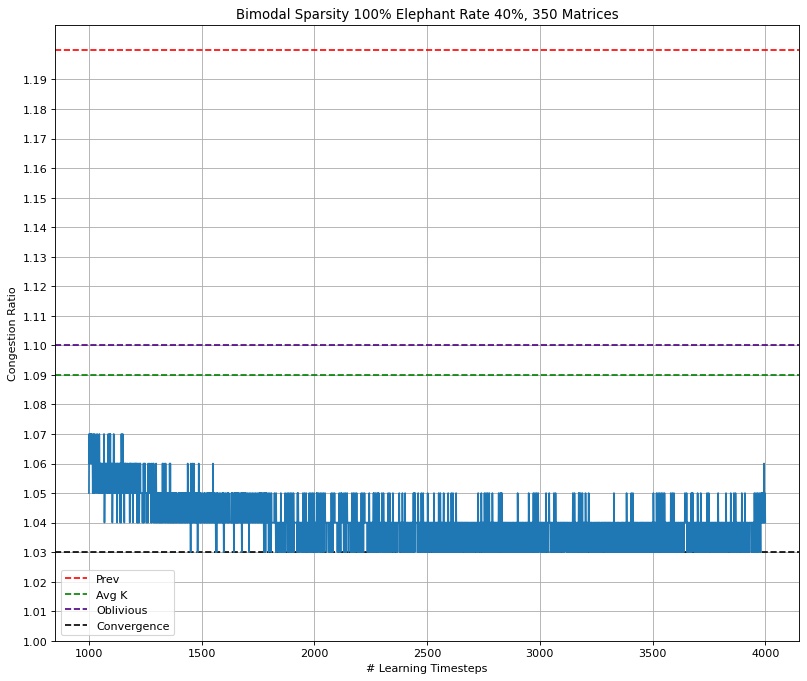 Bimodal Sparsity 100% Elephant Rate 40%, 350 Matrices
Congestion Ratio
1.19
1.18
1.17
1.16
1.15
1.14
1.13
1.12
1.11
1.10
1.09
1.08
1.07
1.06
1.05
1.04
1.03
1.02
1.01
1.00
Prev
Avg K
Oblivious
Convergence
1000 1500 2000 2500 3000 3500 4000
# Learning Timesteps